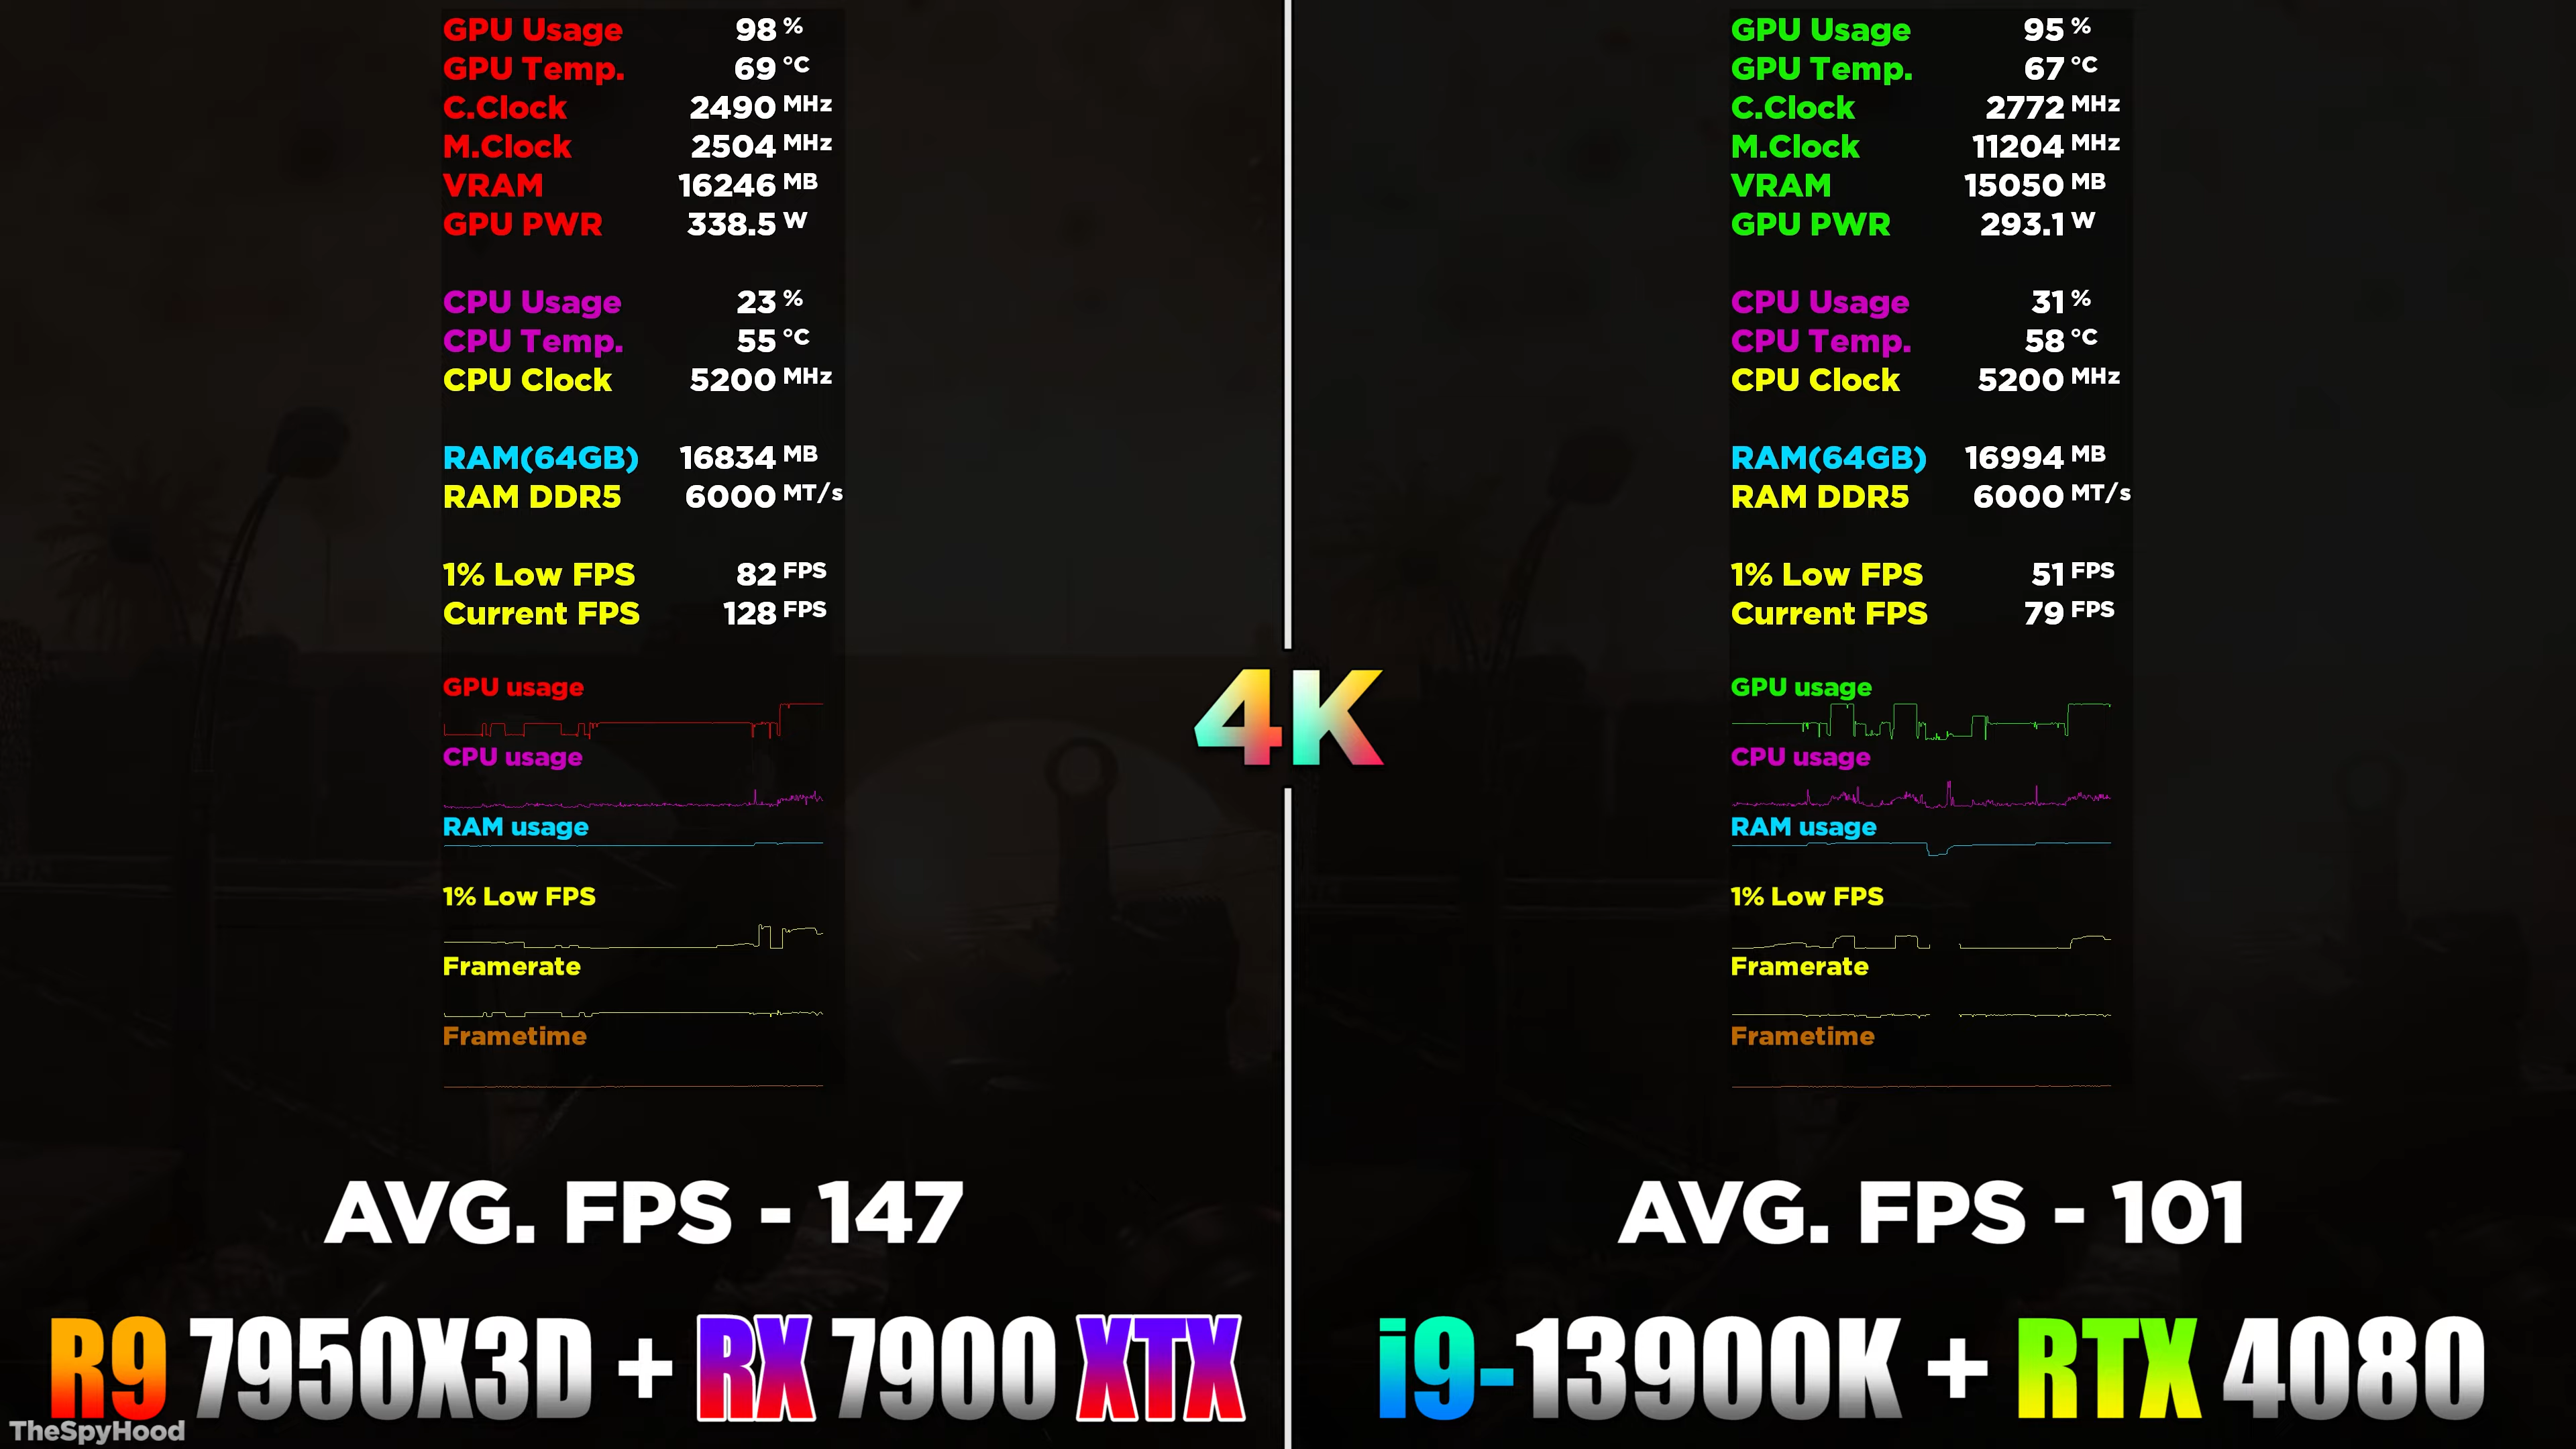 GPU Usage 98 %
GPU Temp. 69 °C
C.Clock 2490 MHz
M.Clock 2504 MHz
VRAM 16246 MB
GPU PWR 338.5 W
CPU Usage 23 %
CPU Temp. 55 °C
CPU Clock 5200 MHz
RAM(64GB) 16834 MB
RAM DDR5 6000 MT/s
1% Low FPS 82 FPS
Current FPS 128 FPS
GPU usage
CPU usage
RAM usage
1% Low FPS
Framerate
Frametime
AVG. FPS - 147
R9 7950X3D + RX 7900 XTX
TheSpyHood
4K
GPU Usage 95 %
GPU Temp. 67 °C
C.Clock 2772 MHz
M.Clock 11204 MHz
VRAM 15050 MB
GPU PWR 293.1 W
CPU Usage 31 %
CPU Temp. 58 °C
CPU Clock 5200 MHz
RAM(64GB) 16994 MB
RAM DDR5 6000 MT/s
1% Low FPS 51 FPS
Current FPS 79 FPS
GPU usage
CPU usage
RAM usage
1% Low FPS
Framerate
Frametime
AVG. FPS - 101
i9-13900K + RTX 4080